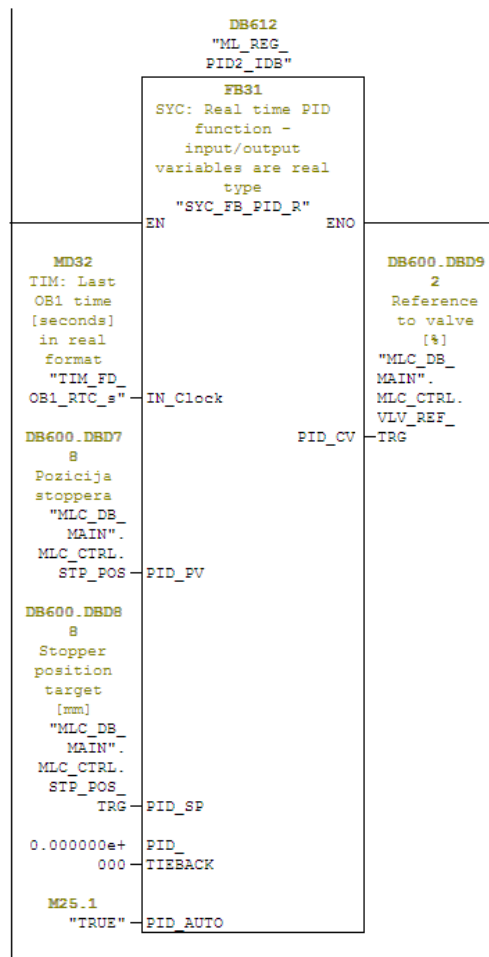 DB612
"ML_REG_
PID2_IDB"
FB31
SYC: Real time PID
function -
input/output
variables are real
type
"SYC_FB_PID_R"
EN ENO
MD32
TIM: Last
OB1 time
[seconds]
in real
format
"TIM_FD_
OB1_RTC_s" IN_Clock
DB600.DBD9
2
Reference
to valve
[%]
"MLC_DB_
MAIN".
MLC_CTRL.
VLV_REF_
PID_CV TRG
DB600.DBD7
8
Pozicija
stoppera
"MLC_DB_
MAIN".
MLC_CTRL.
STP_POS PID_PV
DB600.DBD8
8
Stopper
position
target
[mm]
"MLC_DB_
MAIN".
MLC_CTRL.
STP_POS_
TRG PID_SP
0.000000e+ PID_
000 TIEBACK
M25.1
"TRUE" PID_AUTO